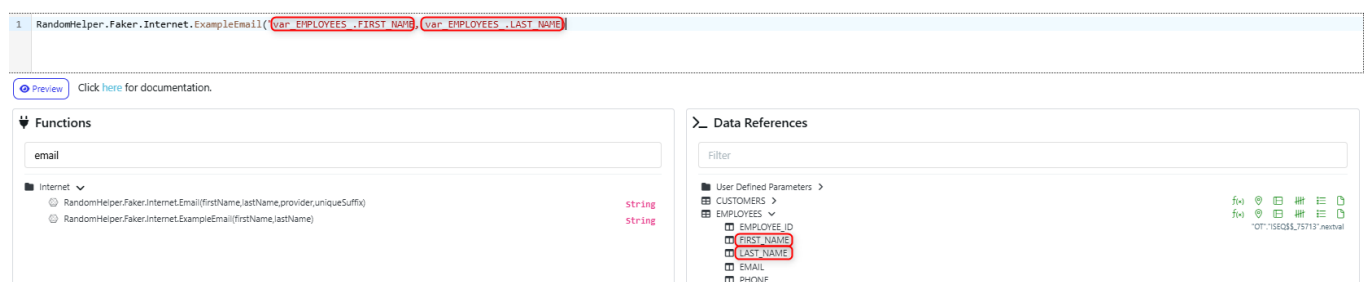 1 RandomHelper.Faker.Internet.ExampleEmail(var_EMPLOYEES_.FIRST_NAME,var_EMPLOYEES_.LAST_NAME)
Preview Click here for documentation.
Functions
email
Internet
RandomHelper.Faker.Internet.Email(firstName,lastName,provider,uniqueSuffix) String
RandomHelper.Faker.Internet.ExampleEmail(firstName,lastName) String
>_ Data References
Filter
User Defined Parameters >
CUSTOMERS > f(x)
EMPLOYEES f(x)
EMPLOYEE_ID "OT"."ISEQ$$_75713".nextval
FIRST_NAME
LAST_NAME
EMAIL
PHONE